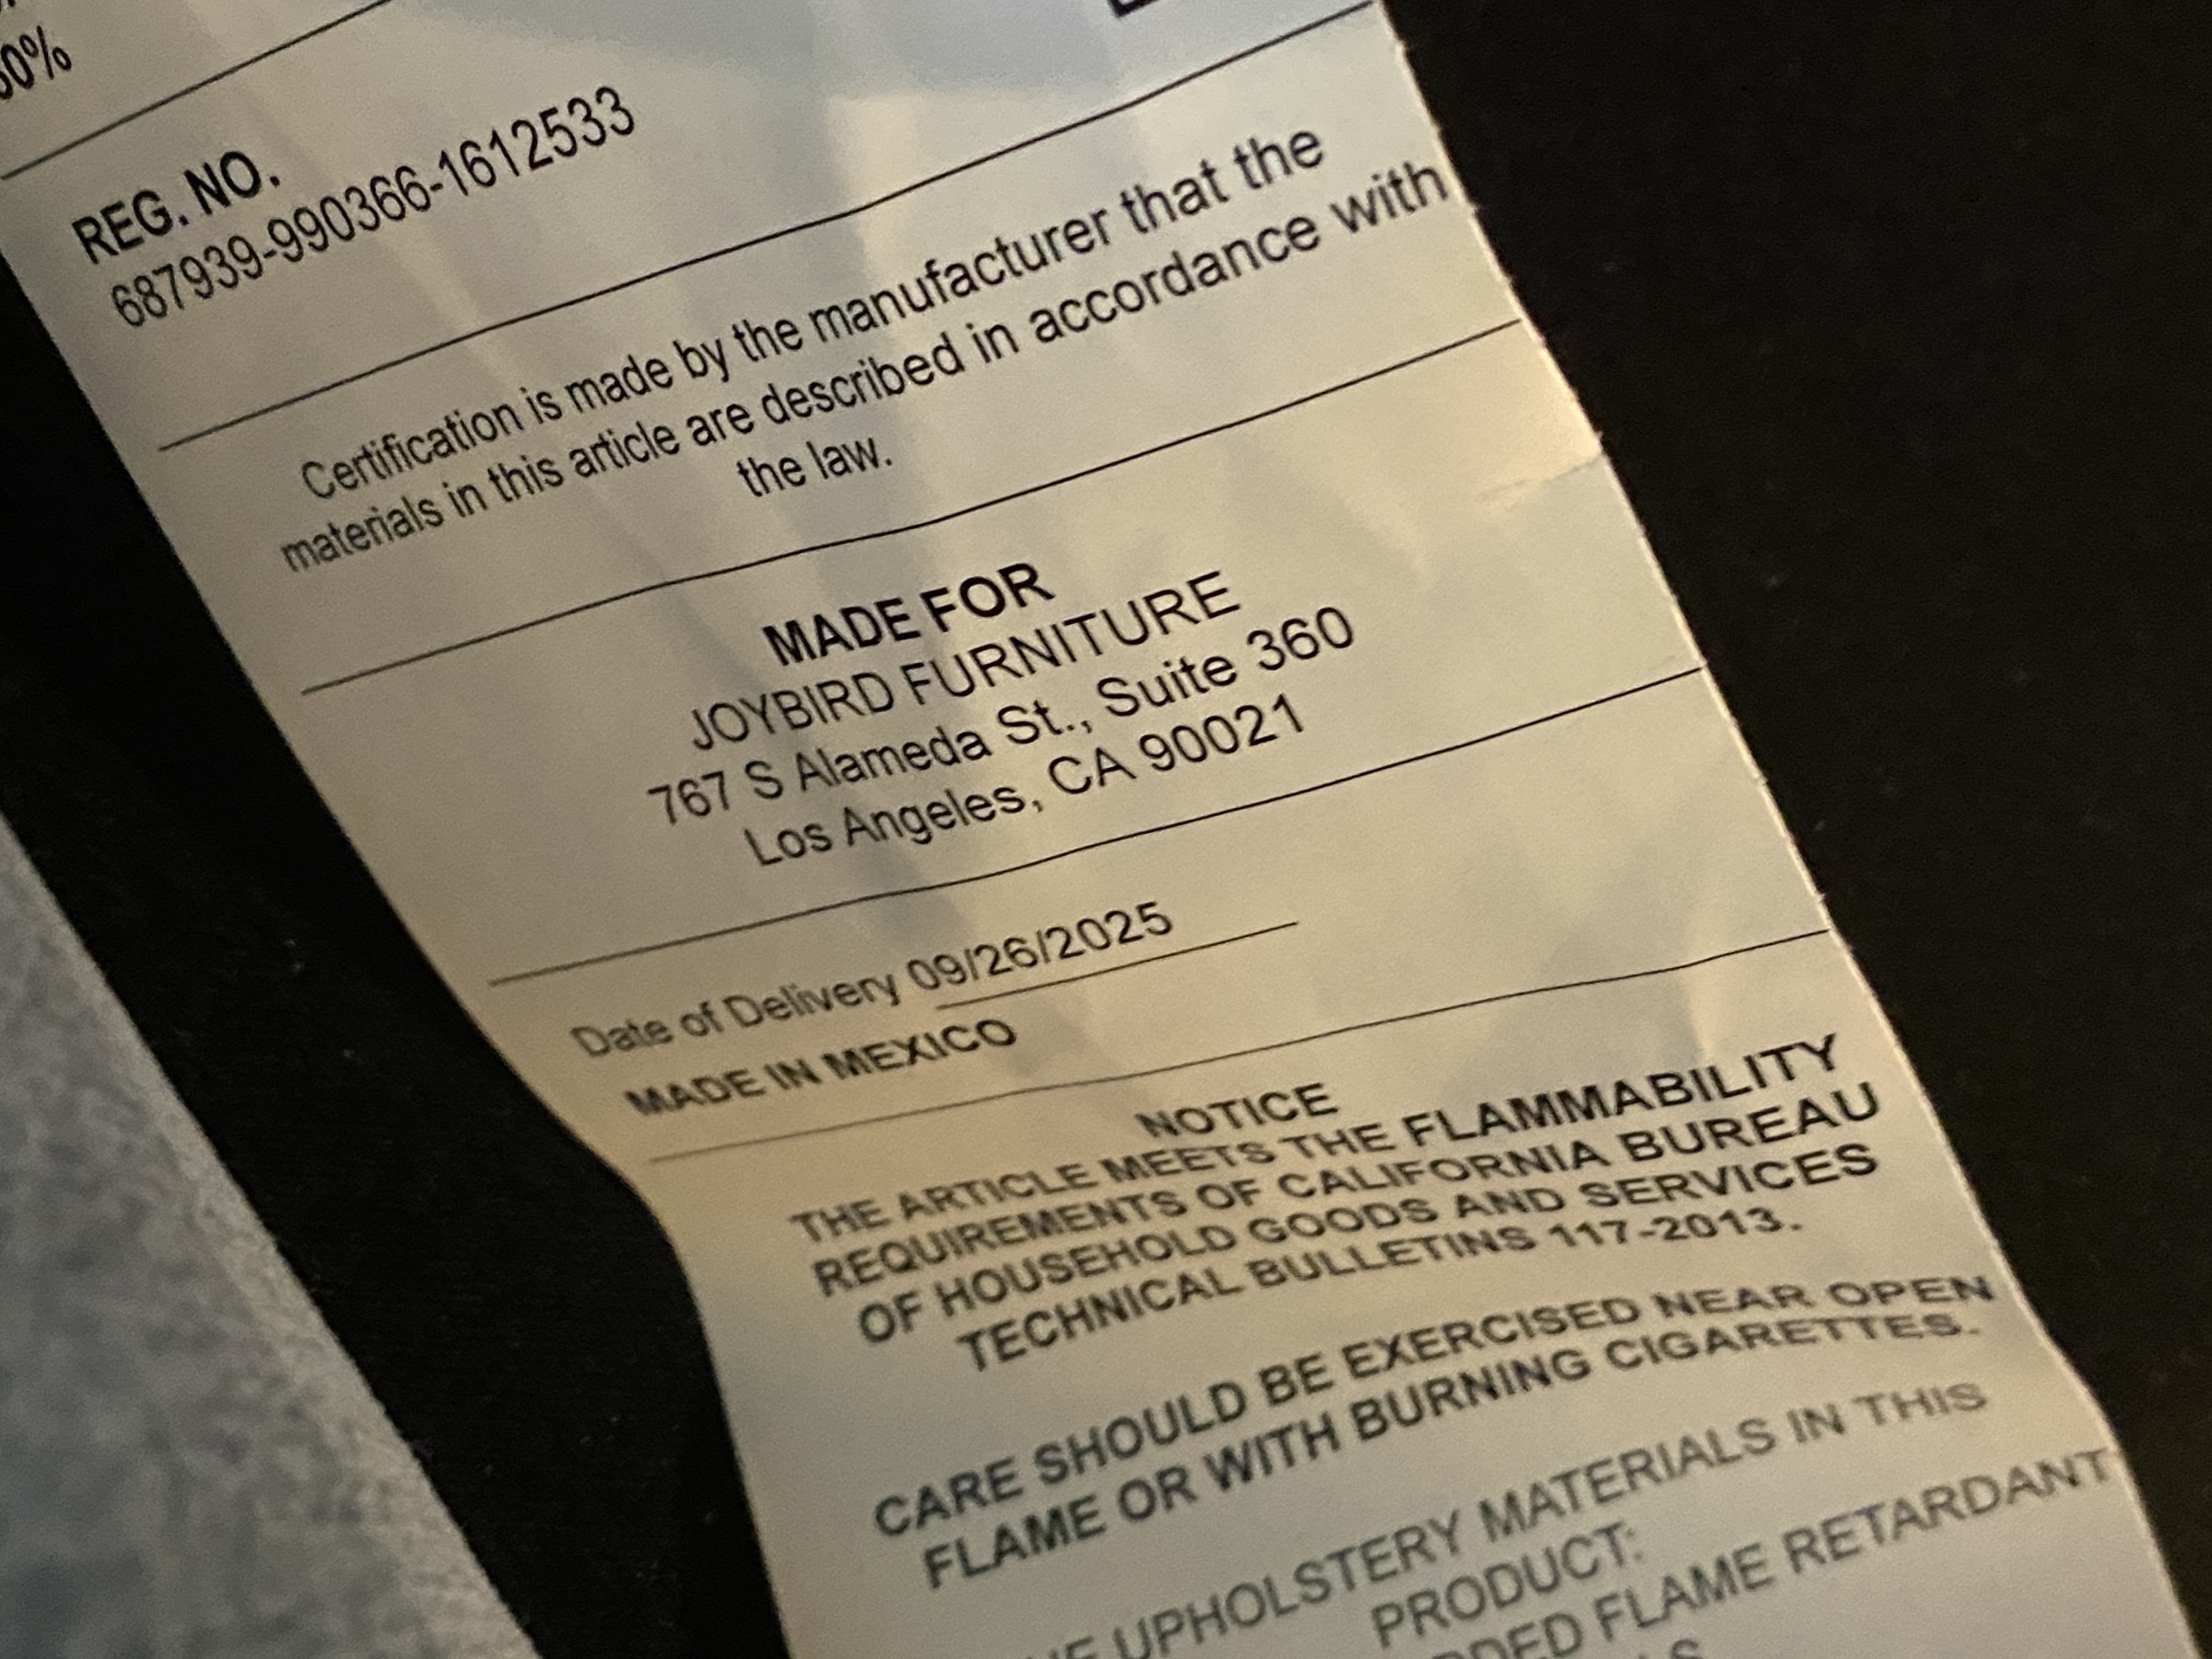 REG. NO.
687939-990366-1612533
Certification is made by the manufacturer that the
materials in this article are described in accordance with
the law.
MADE FOR
JOYBIRD FURNITURE
767 S Alameda St., Suite 360
Los Angeles, CA 90021
Date of Delivery 09/26/2025
MADE IN MEXICO
NOTICE
THE ARTICLE MEETS THE FLAMMABILITY
REQUIREMENTS OF CALIFORNIA BUREAU
OF HOUSEHOLD GOODS AND SERVICES
TECHNICAL BULLETINS 117-2013.
CARE SHOULD BE EXERCISED NEAR OPEN
FLAME OR WITH BURNING CIGARETTES.
UPHOLSTERY MATERIALS IN THIS
PRODUCT:
FLAME RETARDANT